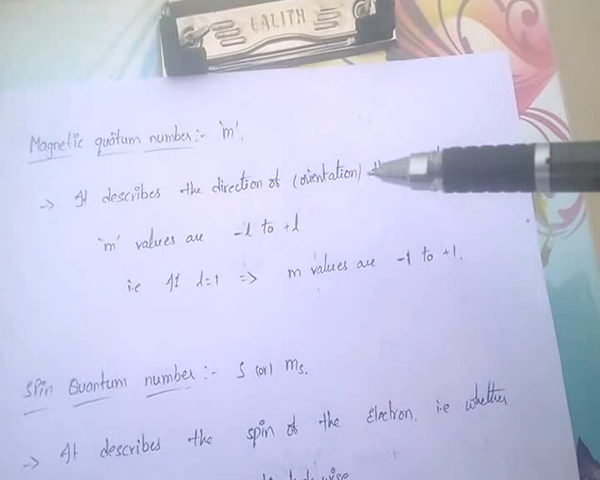 LALITH
Magnetic quatum number:- 'm'.
→ It describes the direction of (orientation)
'm' values are -l to +l
i.e If l=1 => m values are -1 to +1.
Spin Quantum number:- S (or) ms.
→ It describes the spin of the Electron. i.e whether